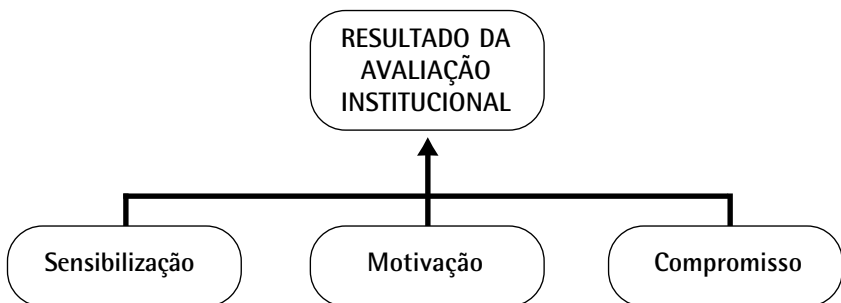 RESULTADO DA
AVALIAÇÃO
INSTITUCIONAL
Sensibilização
Motivação
Compromisso